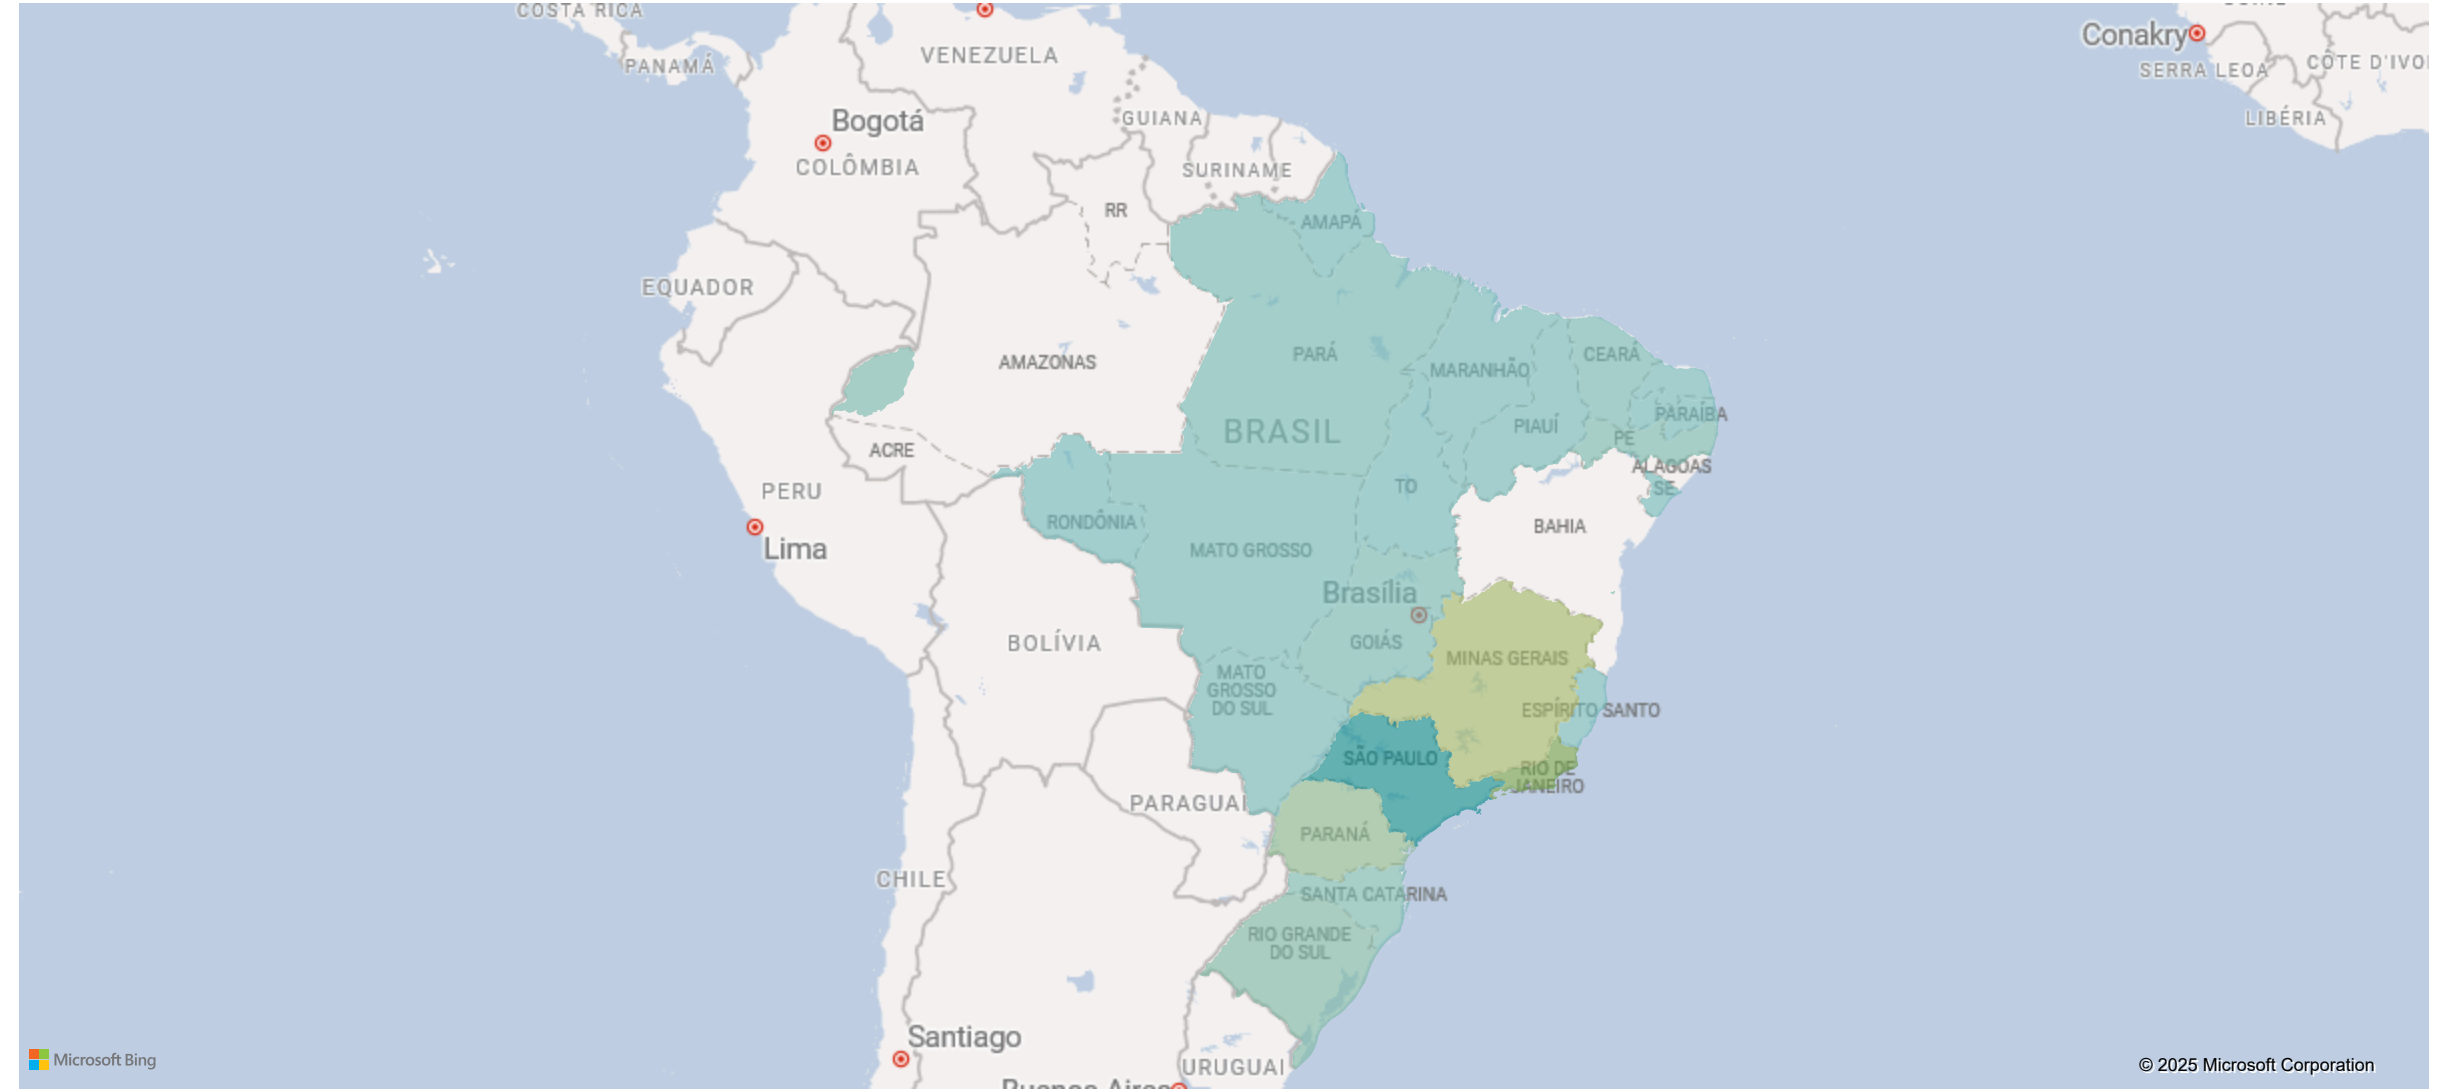 COSTA RICA
PANAMÁ
VENEZUELA
Conakry
SERRA LEOA
LIBÉRIA
Bogotá
COLÔMBIA
GUIANA
SURINAME
RR
AMAPÁ
EQUADOR
AMAZONAS
PARÁ
MARANHÃO
CEARÁ
BRASIL
PIAUÍ
PARAÍBA
PE
ACRE
ALAGOAS
SE
PERU
TO
Lima
RONDÔNIA
MATO GROSSO
BAHIA
Brasília
GOIÁS
BOLÍVIA
MINAS GERAIS
MATO
GROSSO
DO SUL
ESPÍRITO SANTO
SÃO PAULO
RIO DE
JANEIRO
PARAGUAI
PARANÁ
CHILE
SANTA CATARINA
RIO GRANDE
DO SUL
Santiago
URUGUAI
Buenos Aires
Microsoft Bing
© 2025 Microsoft Corporation